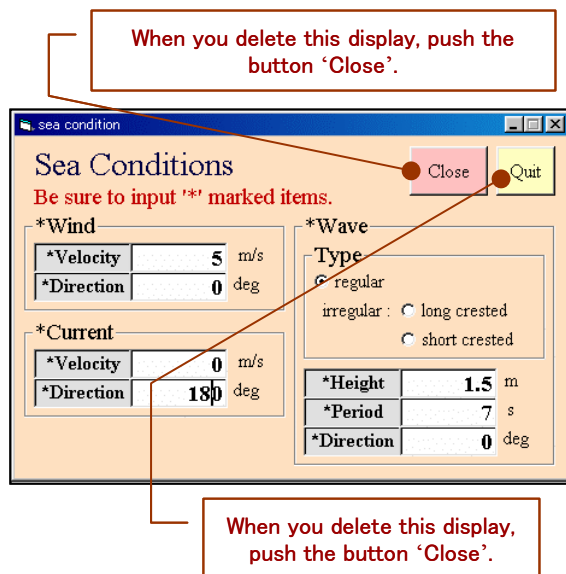 When you delete this display, push the
button ‘Close’.
sea condition
Sea Conditions
Close
Quit
Be sure to input '*' marked items.
*Wind
*Velocity 5 m/s
*Direction 0 deg
*Current
*Velocity 0 m/s
*Direction 180 deg
*Wave
Type
regular
irregular : long crested
short crested
*Height 1.5 m
*Period 7 s
*Direction 0 deg
When you delete this display,
push the button ‘Close’.